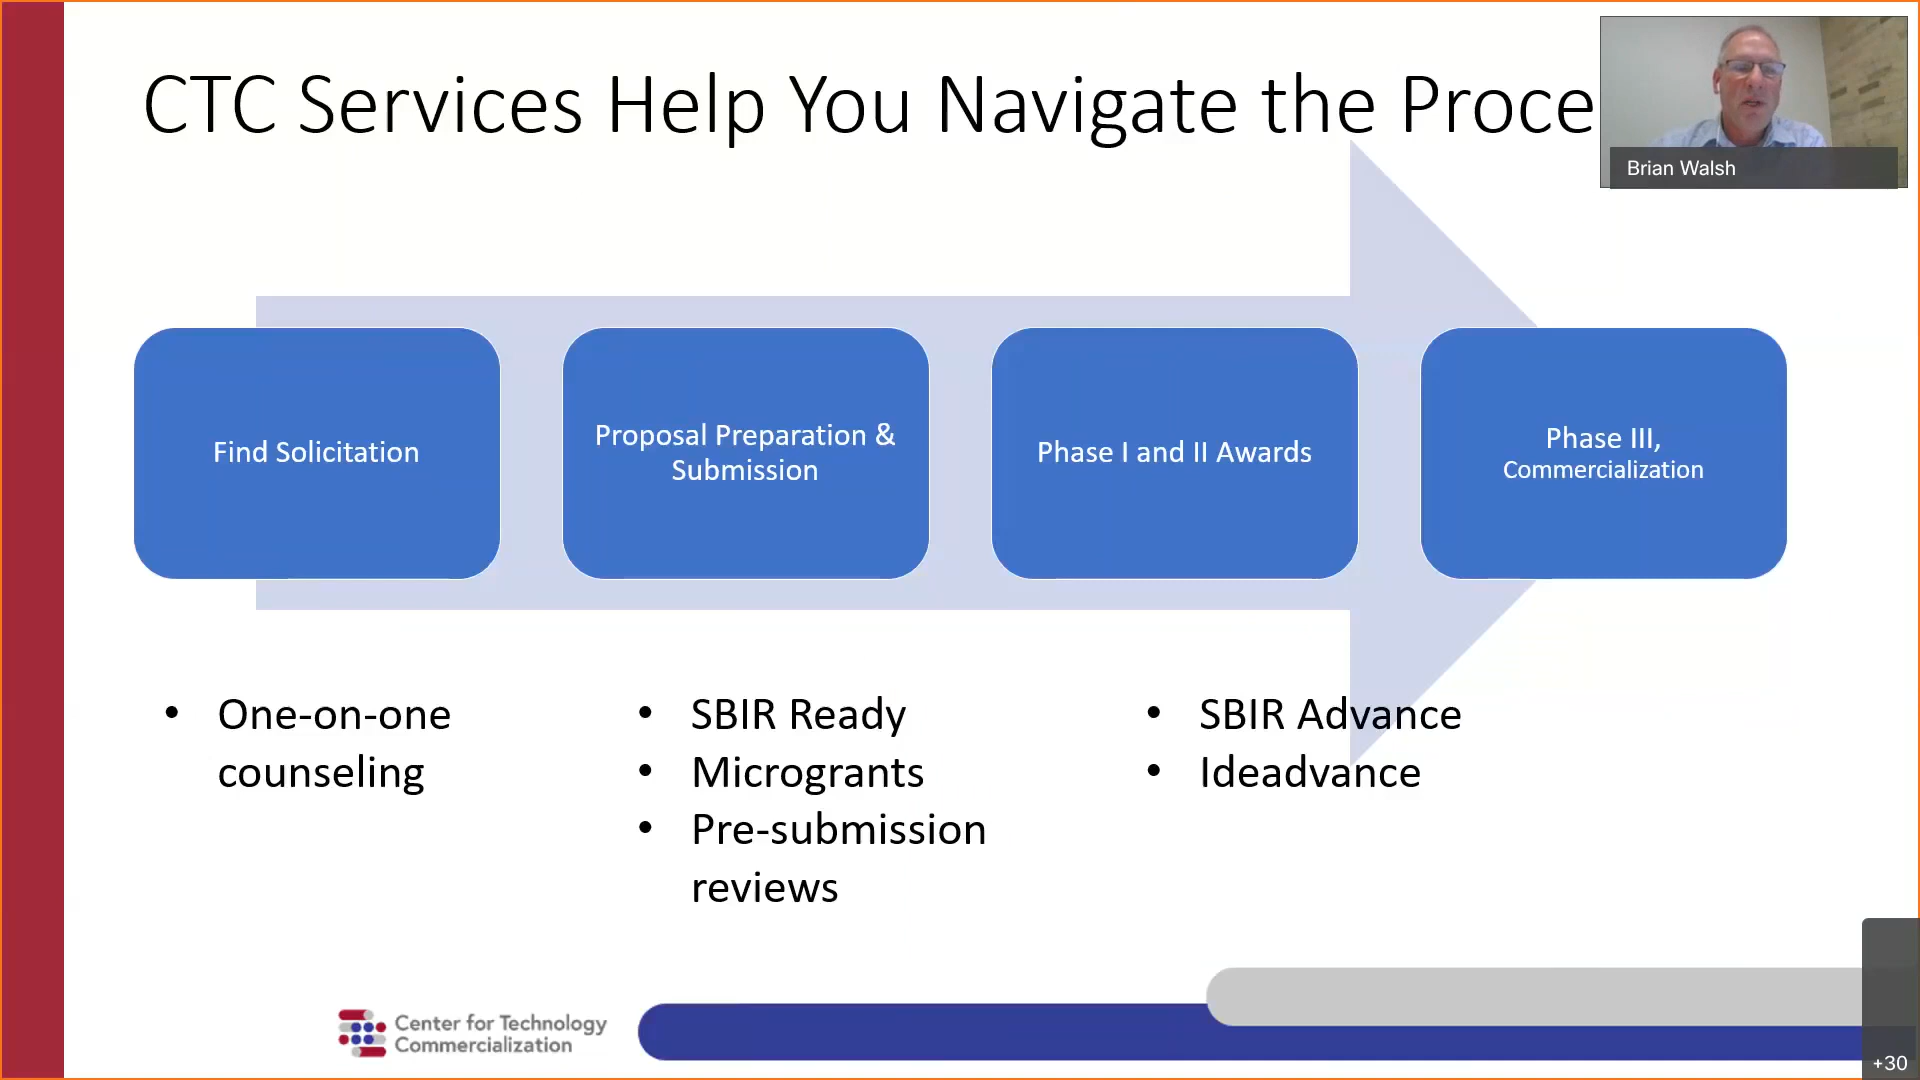 CTC Services Help You Navigate the Proce
Brian Walsh
Find Solicitation
Proposal Preparation &
Submission
Phase I and II Awards
Phase III,
Commercialization
• One-on-one
counseling
• SBIR Ready
• Microgrants
• Pre-submission
reviews
• SBIR Advance
• Ideadvance
Center for Technology
Commercialization
+30